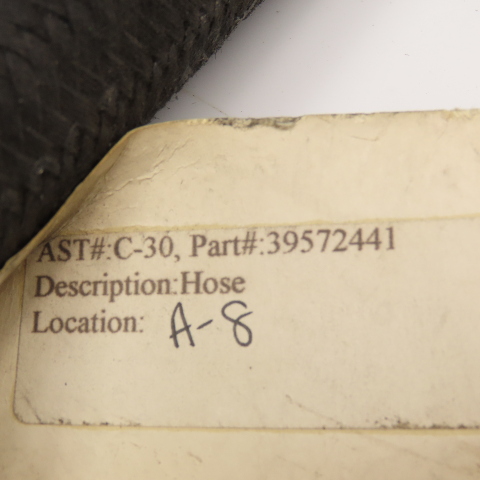 AST#:C-30, Part#:39572441
Description:Hose
Location: A-8